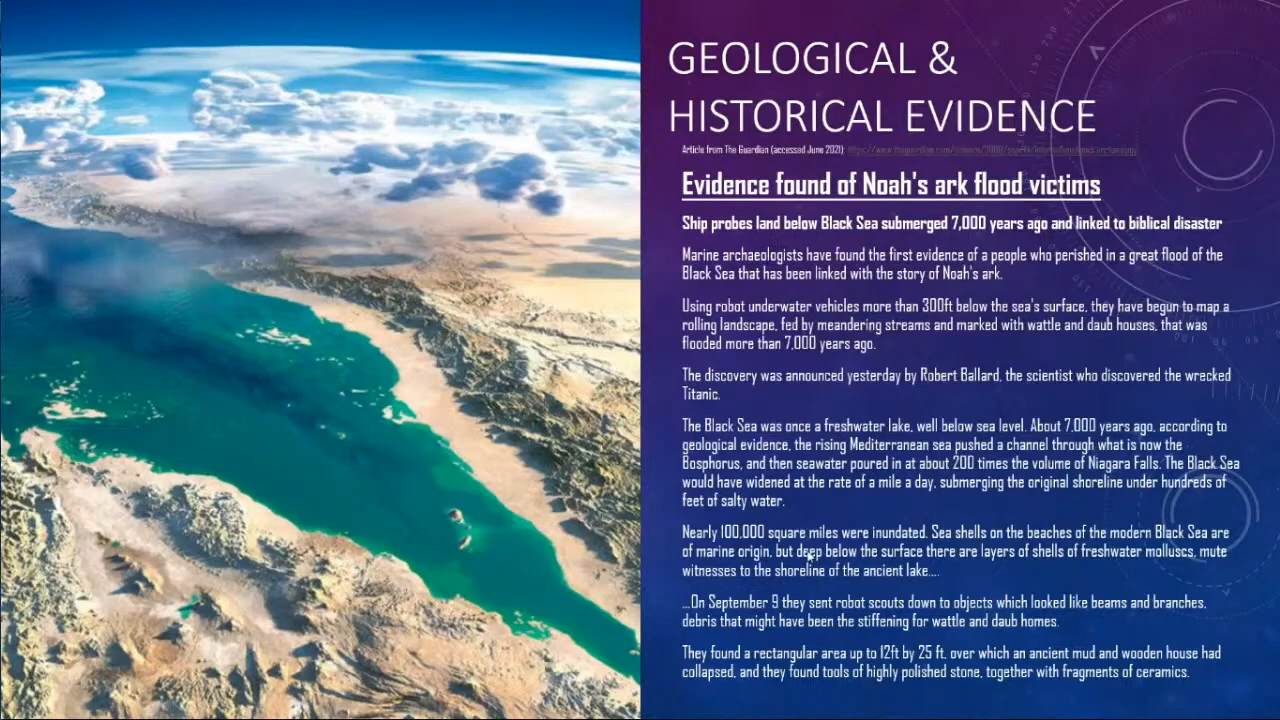 GEOLOGICAL &
HISTORICAL EVIDENCE
Article from The Guardian (accessed June 2021):
Evidence found of Noah's ark flood victims
Ship probes land below Black Sea submerged 7,000 years ago and linked to biblical disaster
Marine archaeologists have found the first evidence of a people who perished in a great flood of the
Black Sea that has been linked with the story of Noah's ark.
Using robot underwater vehicles more than 300ft below the sea's surface, they have begun to map a
rolling landscape, fed by meandering streams and marked with wattle and daub houses, that was
flooded more than 7,000 years ago.
The discovery was announced yesterday by Robert Ballard, the scientist who discovered the wrecked
Titanic.
The Black Sea was once a freshwater lake, well below sea level. About 7,000 years ago, according to
geological evidence, the rising Mediterranean sea pushed a channel through what is now the
Bosphorus, and then seawater poured in at about 200 times the volume of Niagara Falls. The Black Sea
would have widened at the rate of a mile a day, submerging the original shoreline under hundreds of
feet of salty water.
Nearly 100,000 square miles were inundated. Sea shells on the beaches of the modern Black Sea are
of marine origin, but deep below the surface there are layers of shells of freshwater molluscs, mute
witnesses to the shoreline of the ancient lake....
...On September 9 they sent robot scouts down to objects which looked like beams and branches,
debris that might have been the stiffening for wattle and daub homes.
They found a rectangular area up to 12ft by 25 ft, over which an ancient mud and wooden house had
collapsed, and they found tools of highly polished stone, together with fragments of ceramics.